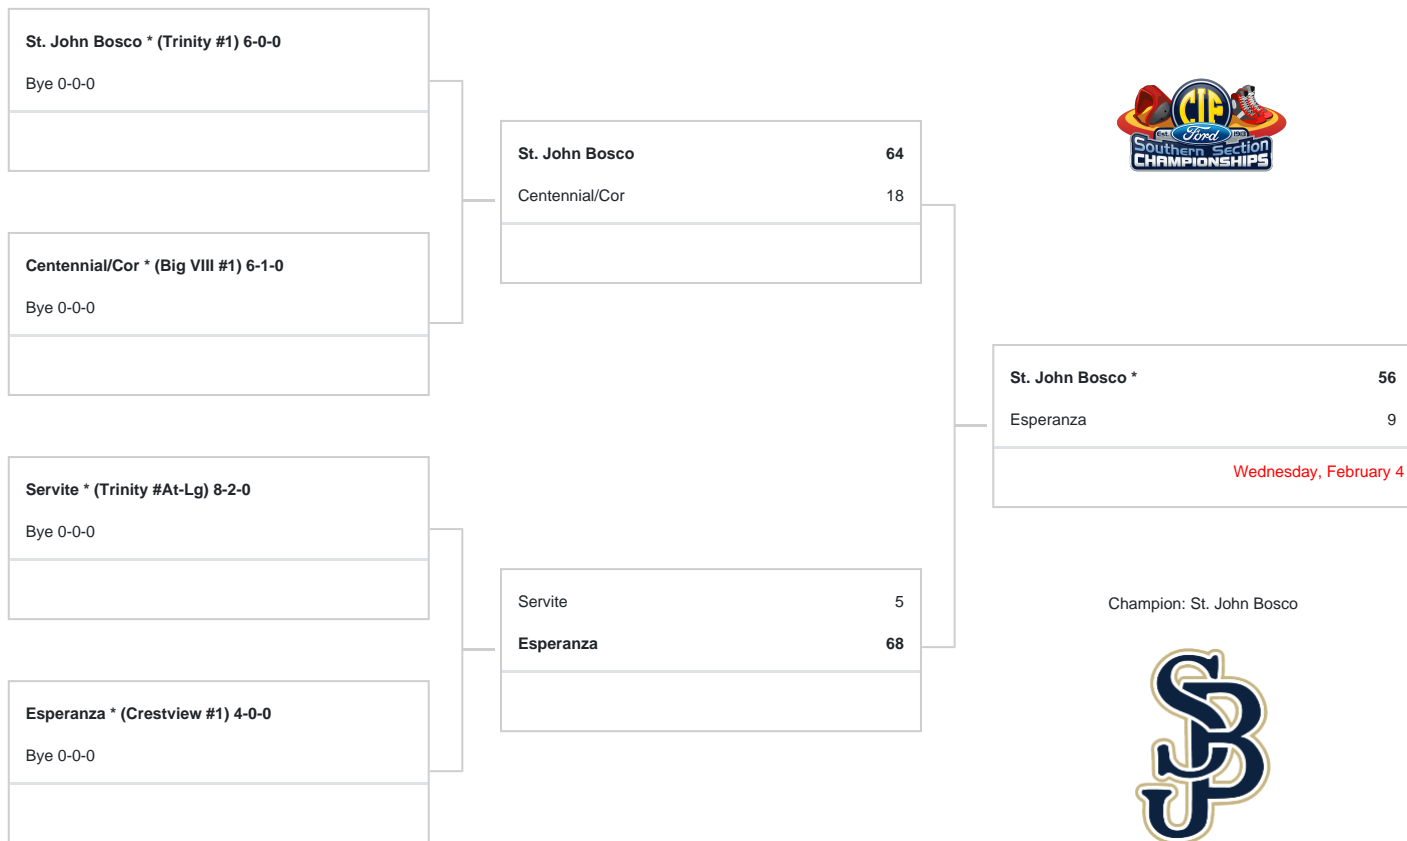 St. John Bosco * (Trinity #1) 6-0-0
Bye 0-0-0
Centennial/Cor * (Big VIII #1) 6-1-0
Bye 0-0-0
Servite * (Trinity #At-Lg) 8-2-0
Bye 0-0-0
Esperanza * (Crestview #1) 4-0-0
Bye 0-0-0
St. John Bosco 64
Centennial/Cor 18
Servite 5
Esperanza 68
CIF
Est. Ford 1913
Southern Section
CHAMPIONSHIPS
St. John Bosco * 56
Esperanza 9
Wednesday, February 4
Champion: St. John Bosco
SJB